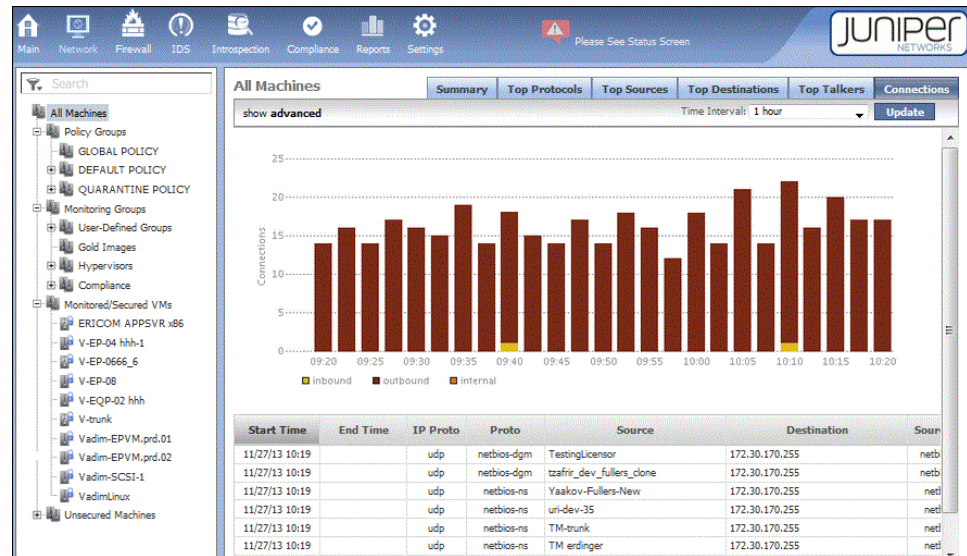 Main Network Firewall IDS Introspection Compliance Reports Settings
Please See Status Screen
JUNIPER
NETWORKS
Search
All Machines
Policy Groups
GLOBAL POLICY
DEFAULT POLICY
QUARANTINE POLICY
Monitoring Groups
User-Defined Groups
Gold Images
Hypervisors
Compliance
Monitored/Secured VMs
ERICOM APPSVR x86
V-EP-04 hhh-1
V-EP-0666_6
V-EP-08
V-EQP-02 hhh
V-trunk
Vadim-EPVM.prd.01
Vadim-EPVM.prd.02
Vadim-SCSI-1
VadimLinux
Unsecured Machines
All Machines
Summary Top Protocols Top Sources Top Destinations Top Talkers Connections
show advanced Time Interval: 1 hour Update
Connections
25
20
15
10
5
0
09:20 09:25 09:30 09:35 09:40 09:45 09:50 09:55 10:00 10:05 10:10 10:15 10:20
inbound outbound internal
Start Time End Time IP Proto Proto Source Destination Sour
11/27/13 10:19 udp netbios-dgm TestingLicensor 172.30.170.255 netb
11/27/13 10:19 udp netbios-dgm tzafrir_dev_fullers_clone 172.30.170.255 netb
11/27/13 10:19 udp netbios-ns Yaakov-Fullers-New 172.30.170.255 netl
11/27/13 10:19 udp netbios-ns uri-dev-35 172.30.170.255 netl
11/27/13 10:19 udp netbios-ns TM-trunk 172.30.170.255 netl
11/27/13 10:19 udp netbios-ns TM erdinger 172.30.170.255 netl